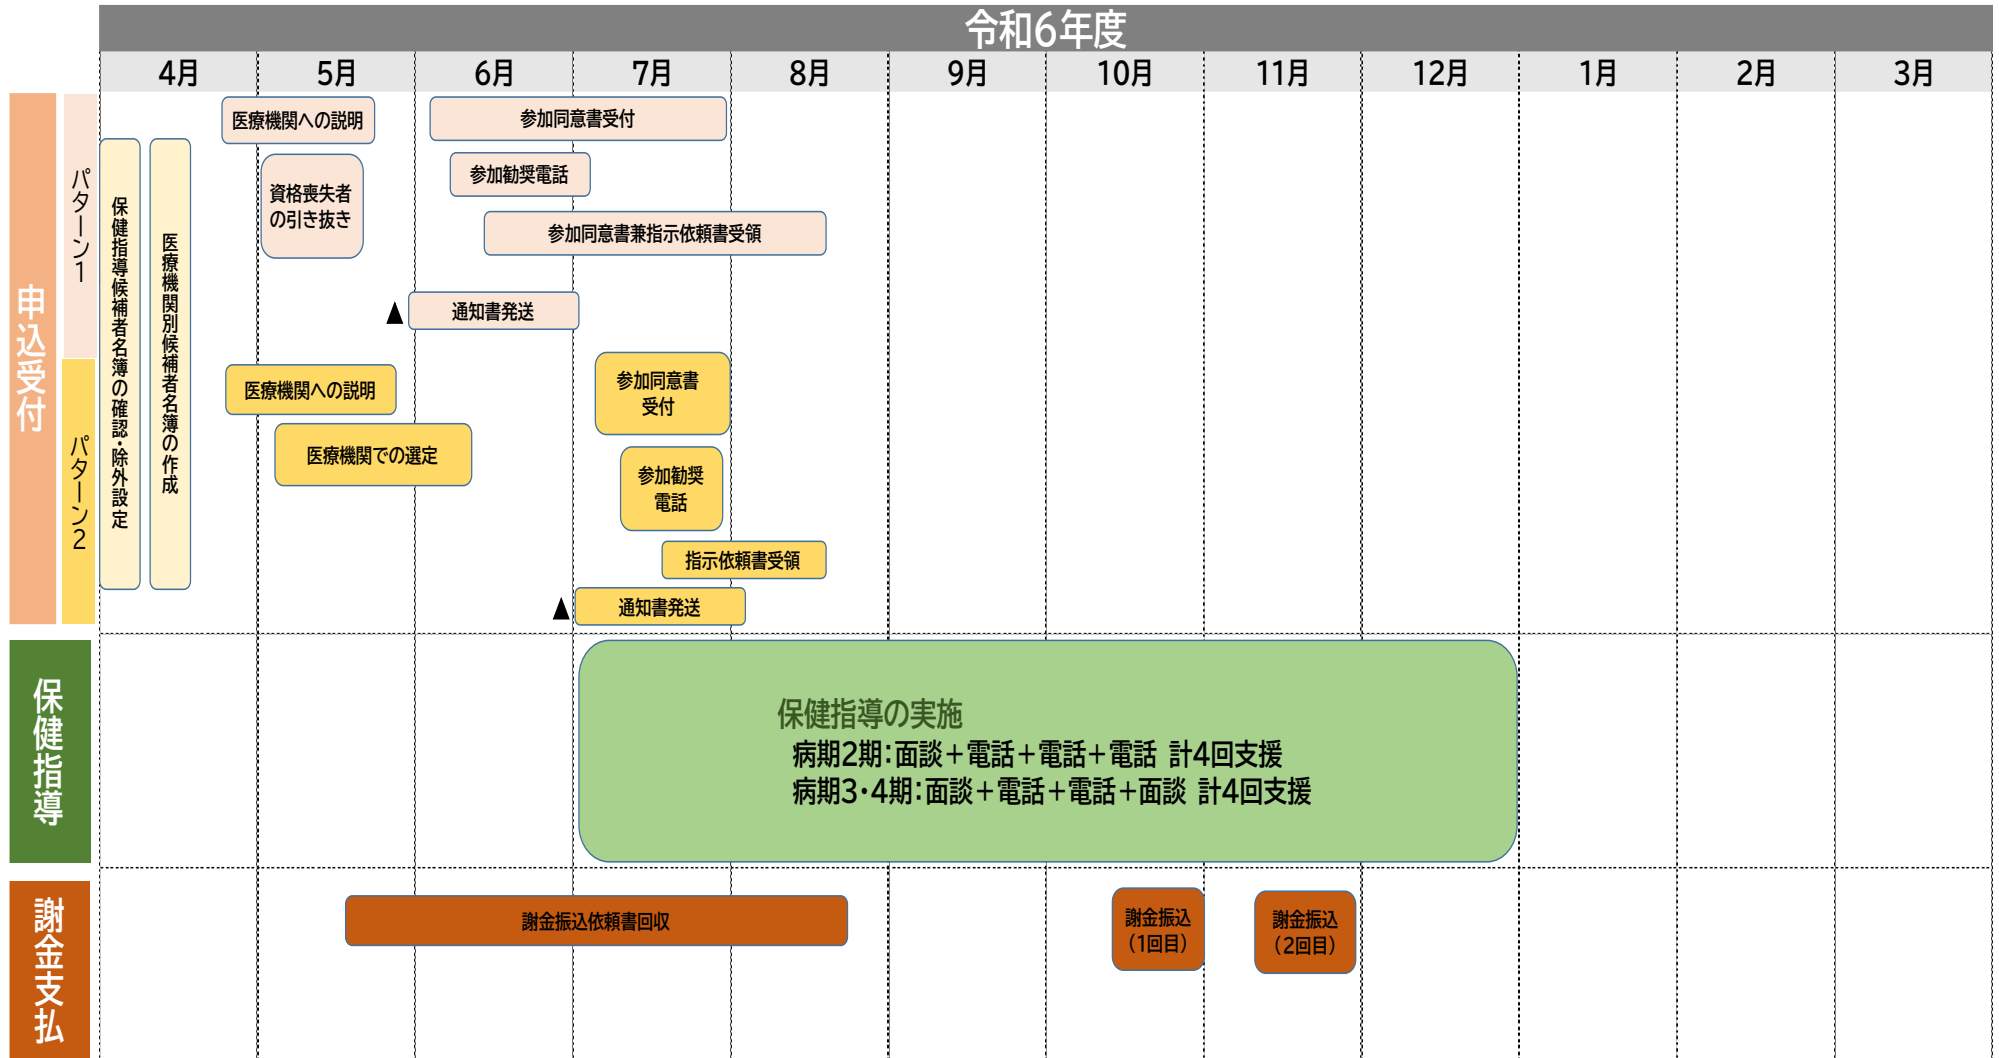 令和6年度
4月
5月
6月
7月
8月
9月
10月
11月
12月
1月
2月
3月
申込受付
パターン1
パターン2
保健指導候補者名簿の確認・除外設定
医療機関別候補者名簿の作成
医療機関への説明
資格喪失者
の引き抜き
参加同意書受付
参加勧奨電話
参加同意書兼指示依頼書受領
▲
通知書発送
医療機関への説明
医療機関での選定
参加同意書
受付
参加勧奨
電話
指示依頼書受領
▲
通知書発送
保健指導
保健指導の実施
病期2期：面談＋電話＋電話＋電話 計4回支援
病期3・4期：面談＋電話＋電話＋面談 計4回支援
謝金支払
謝金振込依頼書回収
謝金振込
（1回目）
謝金振込
（2回目）